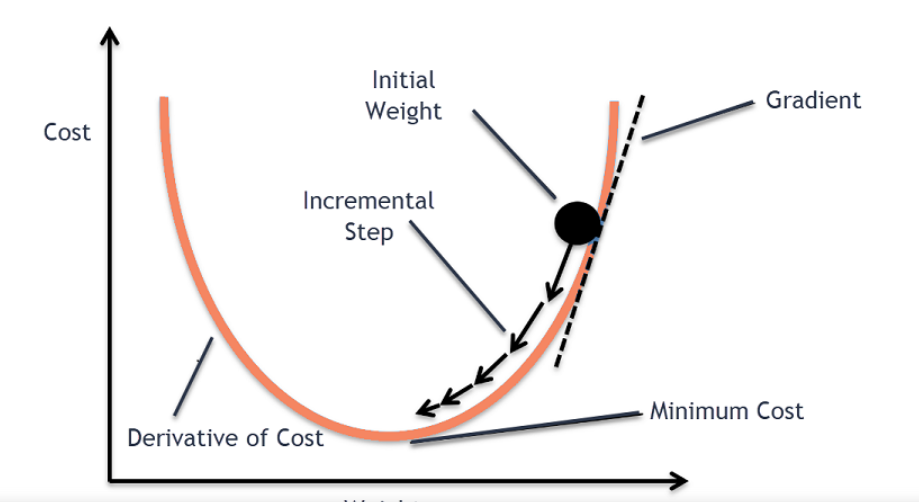 Initial
Weight
Gradient
Cost
Incremental
Step
Minimum Cost
Derivative of Cost